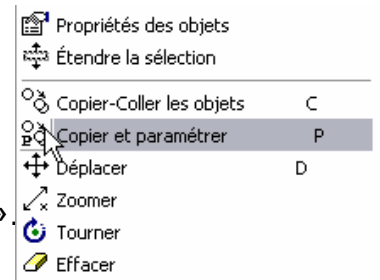 Propriétés des objets
Étendre la sélection
Copier-Coller les objets C
Copier et paramétrer P
Déplacer D
Zoomer
».
Tourner
Effacer